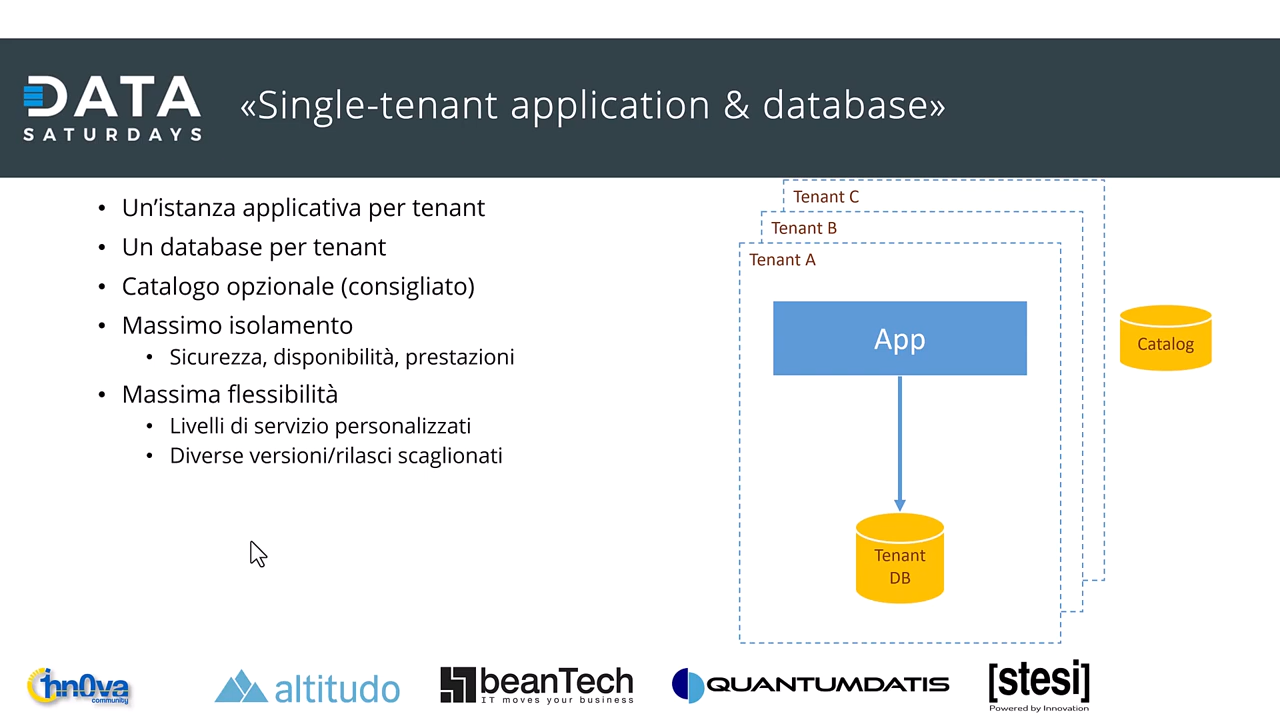 DATA
SATURDAYS
«Single-tenant application & database»
• Un’istanza applicativa per tenant
• Un database per tenant
• Catalogo opzionale (consigliato)
• Massimo isolamento
• Sicurezza, disponibilità, prestazioni
• Massima flessibilità
• Livelli di servizio personalizzati
• Diverse versioni/rilasci scaglionati
Tenant C
Tenant B
Tenant A
App
Catalog
Tenant
DB
1nn0va
community
altitudo
beanTech
IT moves your business
QUANTUMDATIS
[stesi]
Powered by Innovation